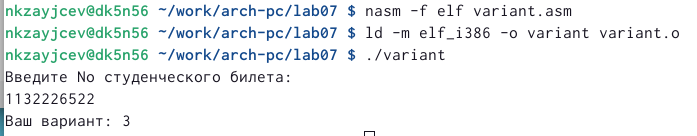 nkzayjcev@dk5n56 ~/work/arch-pc/lab07 $ nasm -f elf variant.asm
nkzayjcev@dk5n56 ~/work/arch-pc/lab07 $ ld -m elf_i386 -o variant variant.o
nkzayjcev@dk5n56 ~/work/arch-pc/lab07 $ ./variant
Введите No студенческого билета:
1132226522
Ваш вариант: 3